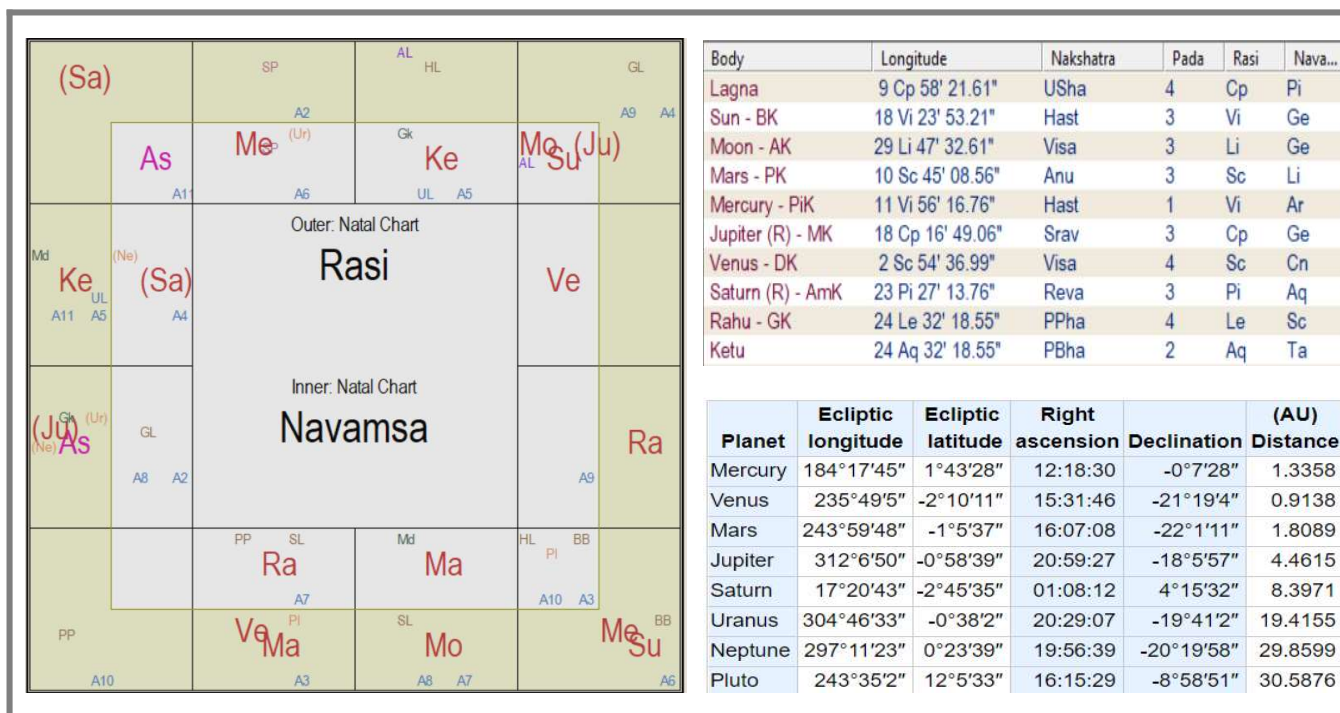 (Sa)
SP
A2
AL
HL
GL
A9 A4
As
A11
Me (Ur)
SP
A6
Gk
Ke
UL A5
Mo (Ju)
AL Su
Md
Ke
UL
A11 A5
(Ne)
(Sa)
A4
Outer: Natal Chart
Rasi
Ve
Gk (Ur)
(Ju)
(Ne) As
GL
A8 A2
Inner: Natal Chart
Navamsa
A9
Ra
PP SL
Ra
A7
Md
Ma
HL BB
PI
A10 A3
PP
A10
PI
Ve
Ma
A3
SL
Mo
A8 A7
BB
Me
Su
A6
Body Longitude Nakshatra Pada Rasi Nava...
Lagna 9 Cp 58' 21.61" USha 4 Cp Pi
Sun - BK 18 Vi 23' 53.21" Hast 3 Vi Ge
Moon - AK 29 Li 47' 32.61" Visa 3 Li Ge
Mars - PK 10 Sc 45' 08.56" Anu 3 Sc Li
Mercury - PiK 11 Vi 56' 16.76" Hast 1 Vi Ar
Jupiter (R) - MK 18 Cp 16' 49.06" Srav 3 Cp Ge
Venus - DK 2 Sc 54' 36.99" Visa 4 Sc Cn
Saturn (R) - AmK 23 Pi 27' 13.76" Reva 3 Pi Aq
Rahu - GK 24 Le 32' 18.55" PPha 4 Le Sc
Ketu 24 Aq 32' 18.55" PBha 2 Aq Ta
Ecliptic Ecliptic Right (AU)
Planet longitude latitude ascension Declination Distance
Mercury 184°17′45″ 1°43′28″ 12:18:30 -0°7′28″ 1.3358
Venus 235°49′5″ -2°10′11″ 15:31:46 -21°19′4″ 0.9138
Mars 243°59′48″ -1°5′37″ 16:07:08 -22°1′11″ 1.8089
Jupiter 312°6′50″ -0°58′39″ 20:59:27 -18°5′57″ 4.4615
Saturn 17°20′43″ -2°45′35″ 01:08:12 4°15′32″ 8.3971
Uranus 304°46′33″ -0°38′2″ 20:29:07 -19°41′2″ 19.4155
Neptune 297°11′23″ 0°23′39″ 19:56:39 -20°19′58″ 29.8599
Pluto 243°35′2″ 12°5′33″ 16:15:29 -8°58′51″ 30.5876